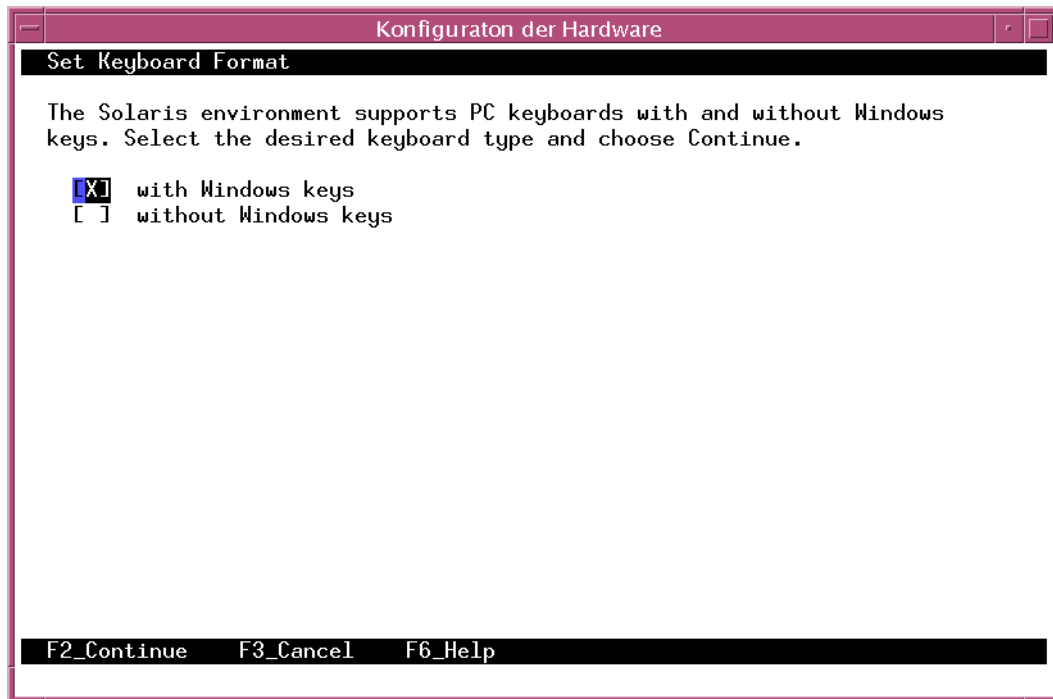 Konfiguraton der Hardware
Set Keyboard Format
The Solaris environment supports PC keyboards with and without Windows
keys. Select the desired keyboard type and choose Continue.
[X] with Windows keys
[ ] without Windows keys
F2_Continue F3_Cancel F6_Help